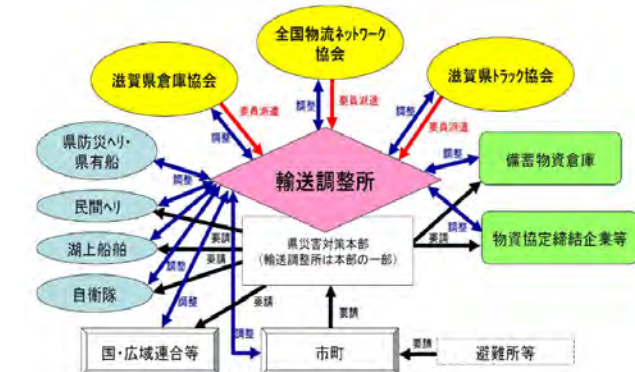 全国物流ネットワーク
協会
滋賀県倉庫協会
滋賀県トラック協会
調整
要員派遣
調整
要員派遣
調整
要員派遣
県防災ヘリ・
県有船
調整
輸送調整所
調整
備蓄物資倉庫
民間ヘリ
要請
調整
湖上船舶
県災害対策本部
(輸送調整所は本部の一部)
要請
物資協定締結企業等
調整
要請
自衛隊
調整
要請
要請
国・広域連合等
調整
市町
要請
避難所等